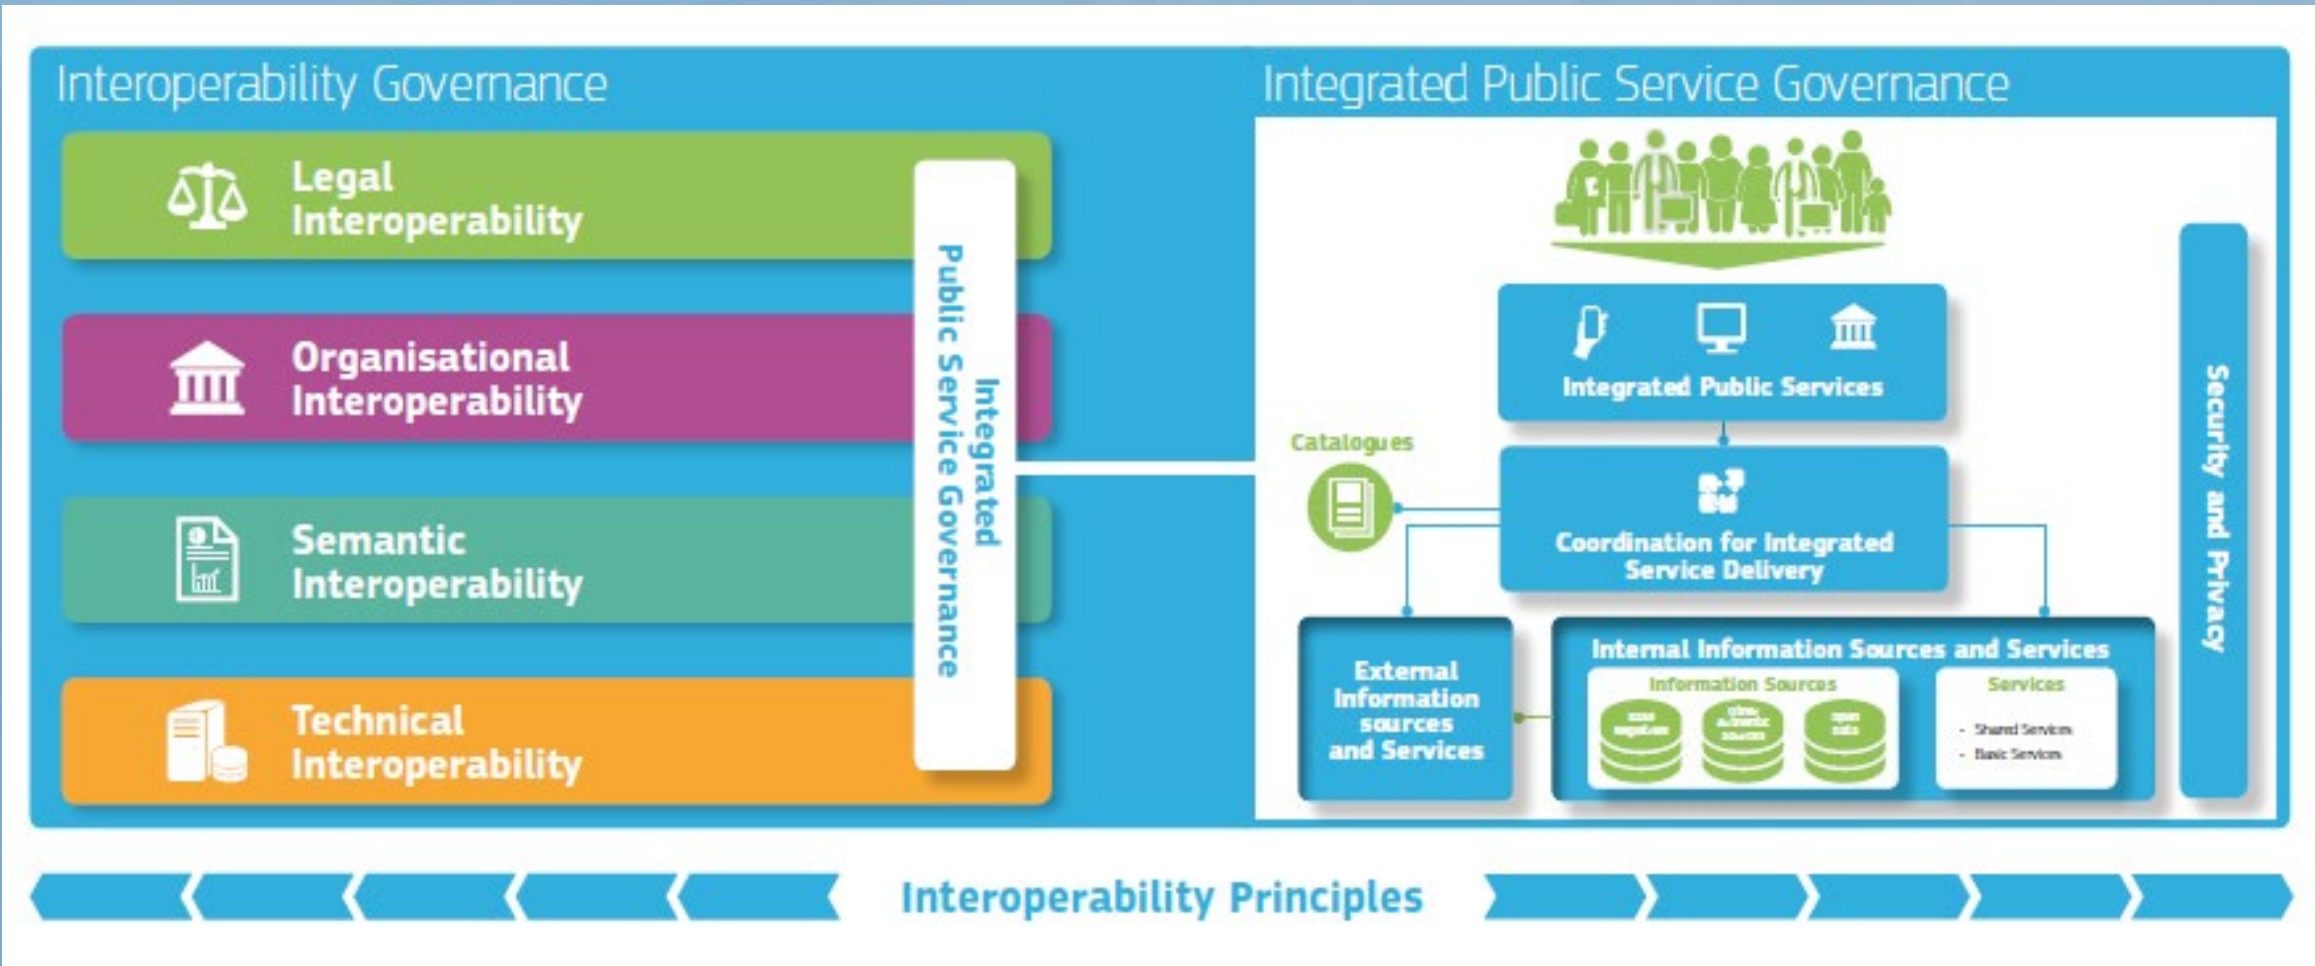 Interoperability Governance
Legal
Interoperability
Organisational
Interoperability
Semantic
Interoperability
Technical
Interoperability
Integrated
Public Service Governance
Integrated Public Service Governance
Integrated Public Services
Catalogues
Coordination for Integrated
Service Delivery
External
Information
sources
and Services
Internal Information Sources and Services
Information Sources
open
data
Services
- Shared Services
- Basic Services
Security and Privacy
Interoperability Principles